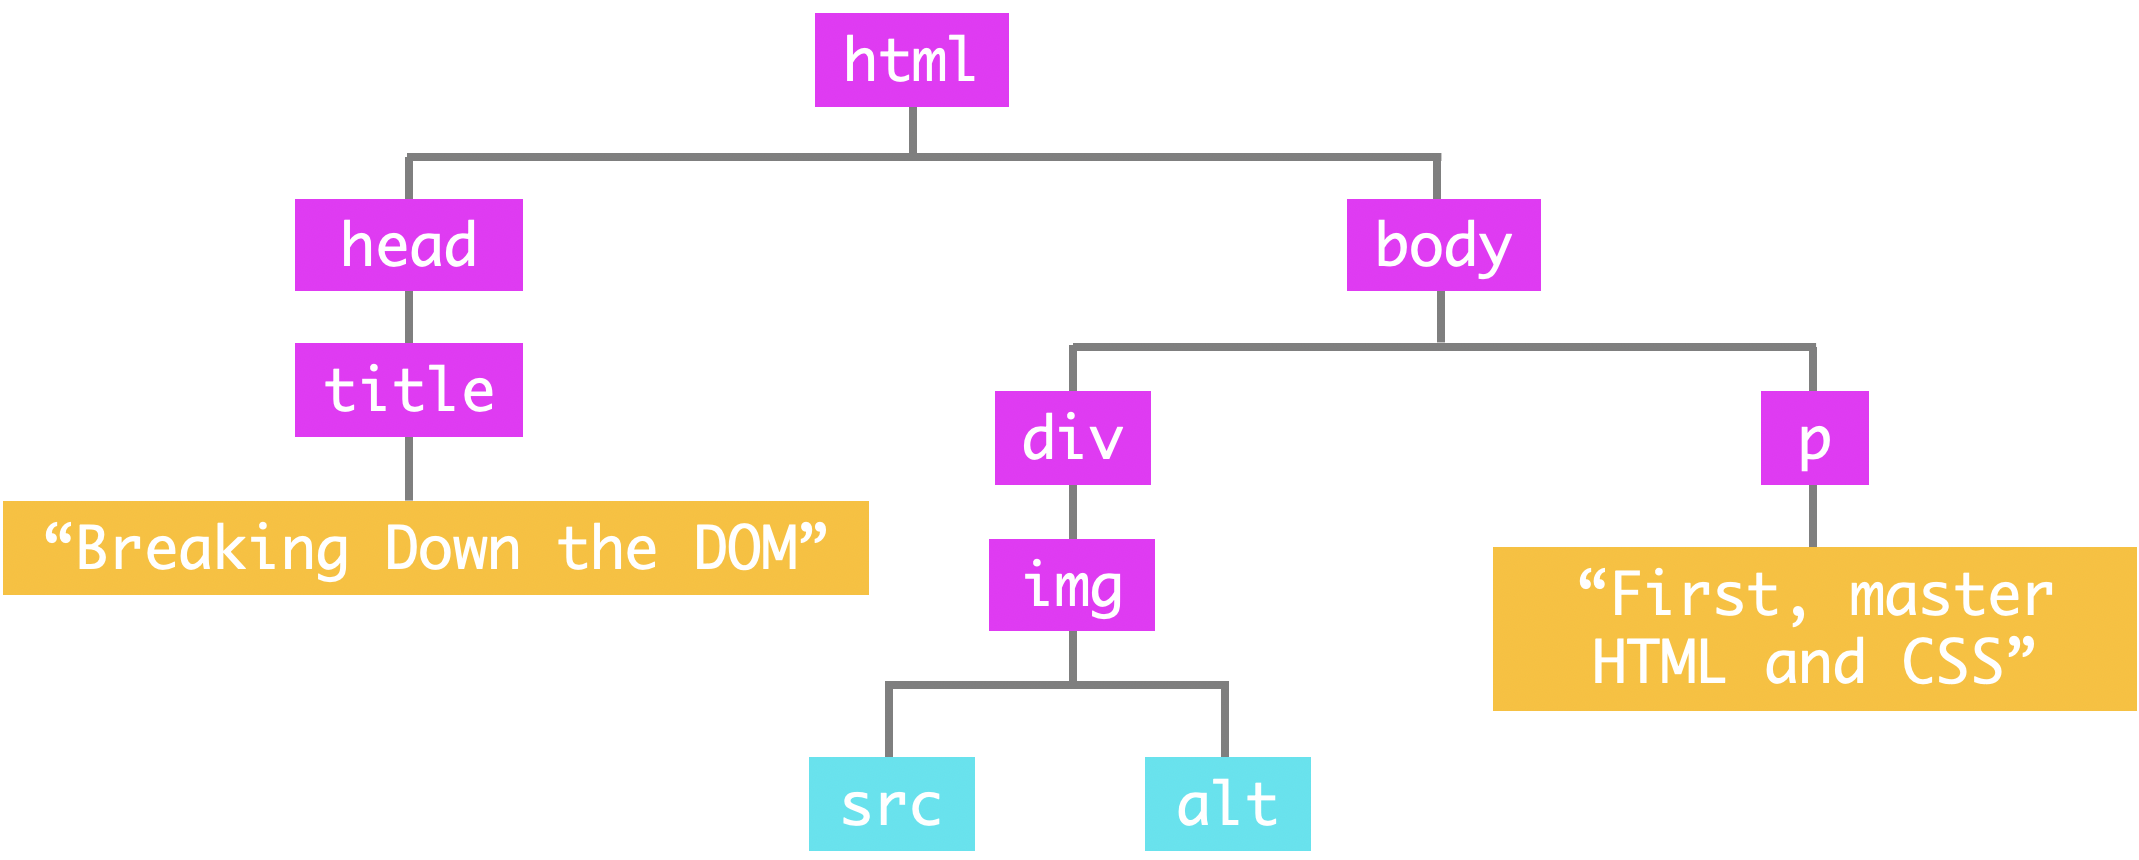 html
head
body
title
div
p
“Breaking Down the DOM”
img
“First, master
HTML and CSS”
src
alt